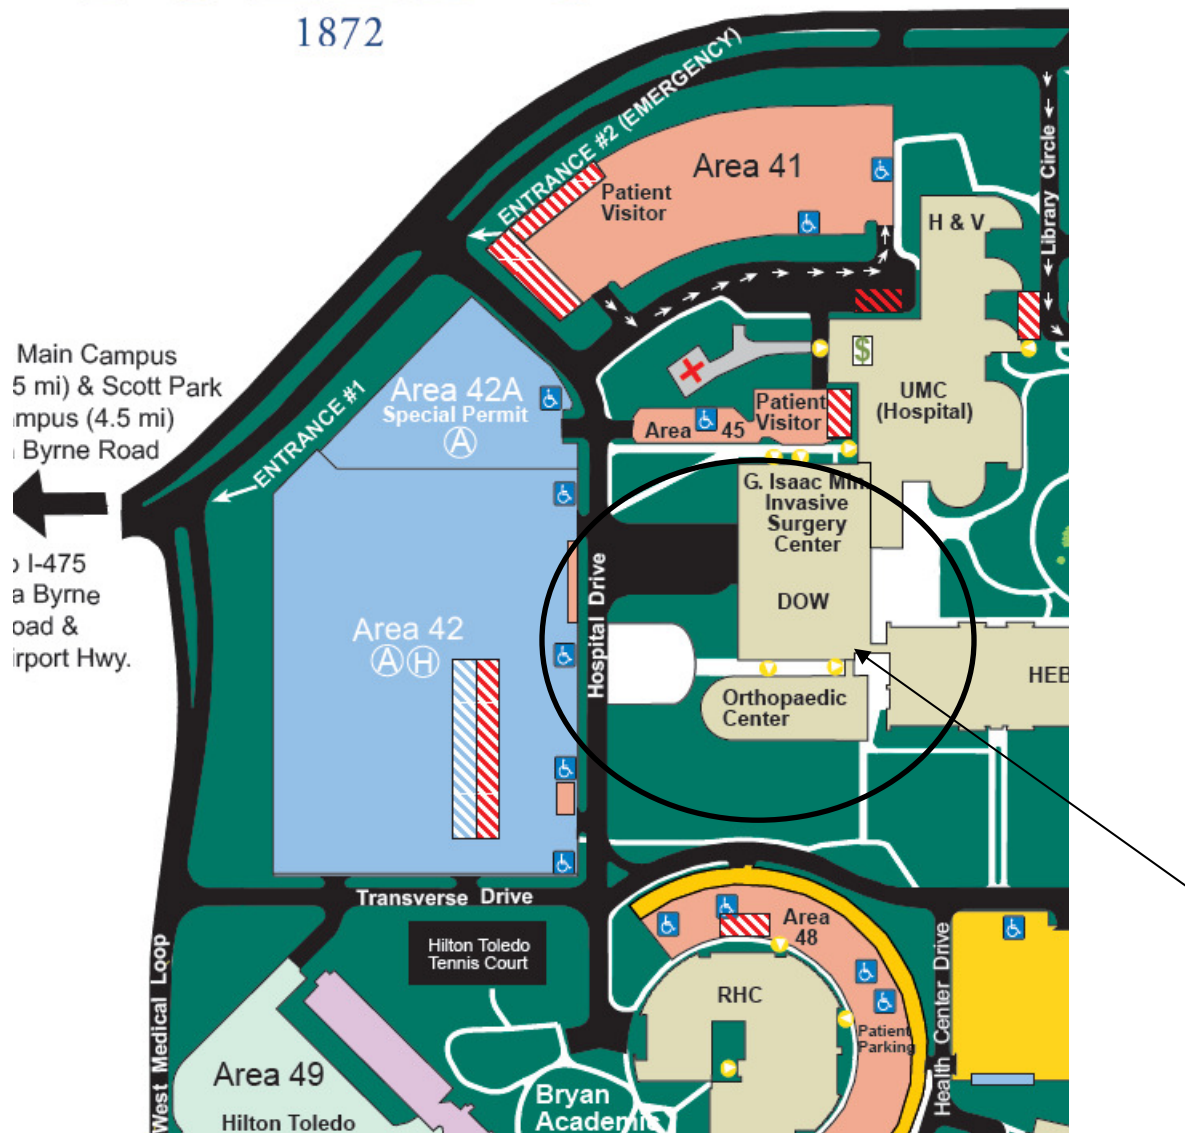 1872
ENTRANCE #2 (EMERGENCY)
Area 41
Patient
Visitor
H & V
Library Circle
Main Campus
5 mi) & Scott Park
ampus (4.5 mi)
Byrne Road
ENTRANCE #1
Area 42A
Special Permit
A
$
UMC
(Hospital)
Patient
Visitor
Area 45
G. Isaac Min
Invasive
Surgery
Center
DOW
I-475
a Byrne
oad &
irport Hwy.
Area 42
A H
Hospital Drive
HEB
Orthopaedic
Center
Transverse Drive
Hilton Toledo
Tennis Court
Area
48
RHC
Patient
Parking
Health Center Drive
West Medical Loop
Area 49
Hilton Toledo
Bryan
Academic